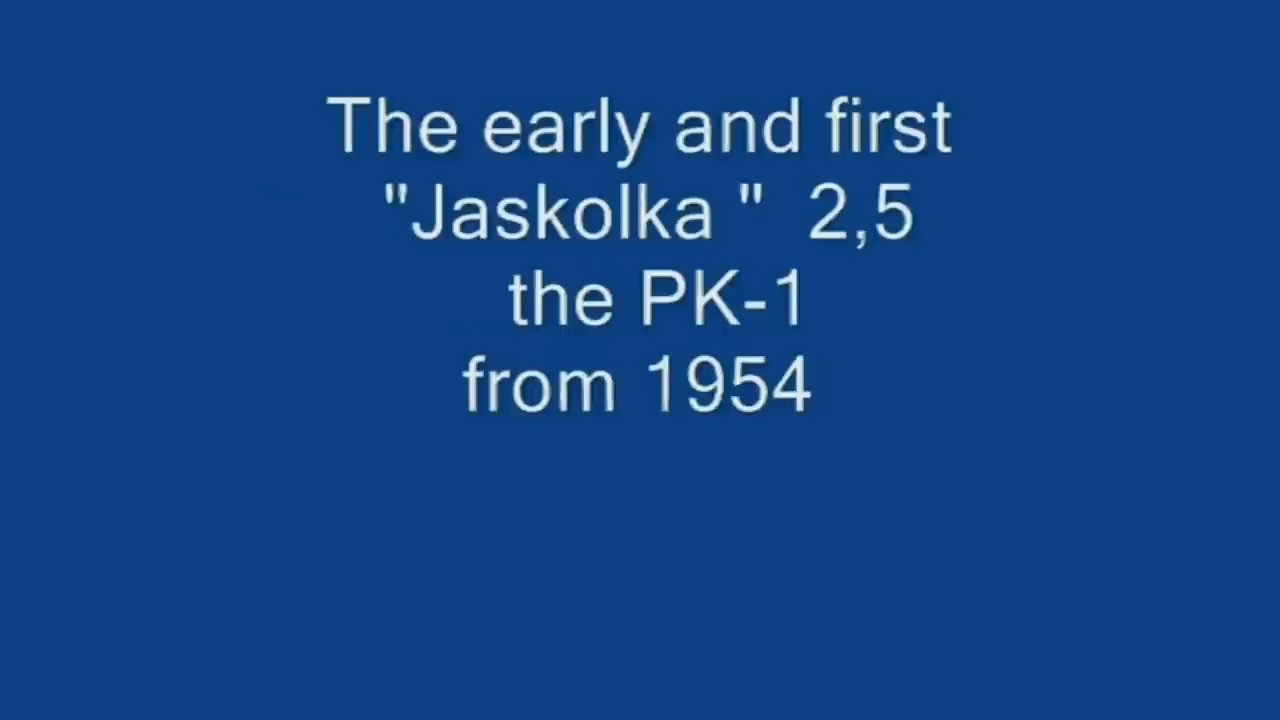 The early and first
"Jaskolka " 2,5
the PK-1
from 1954